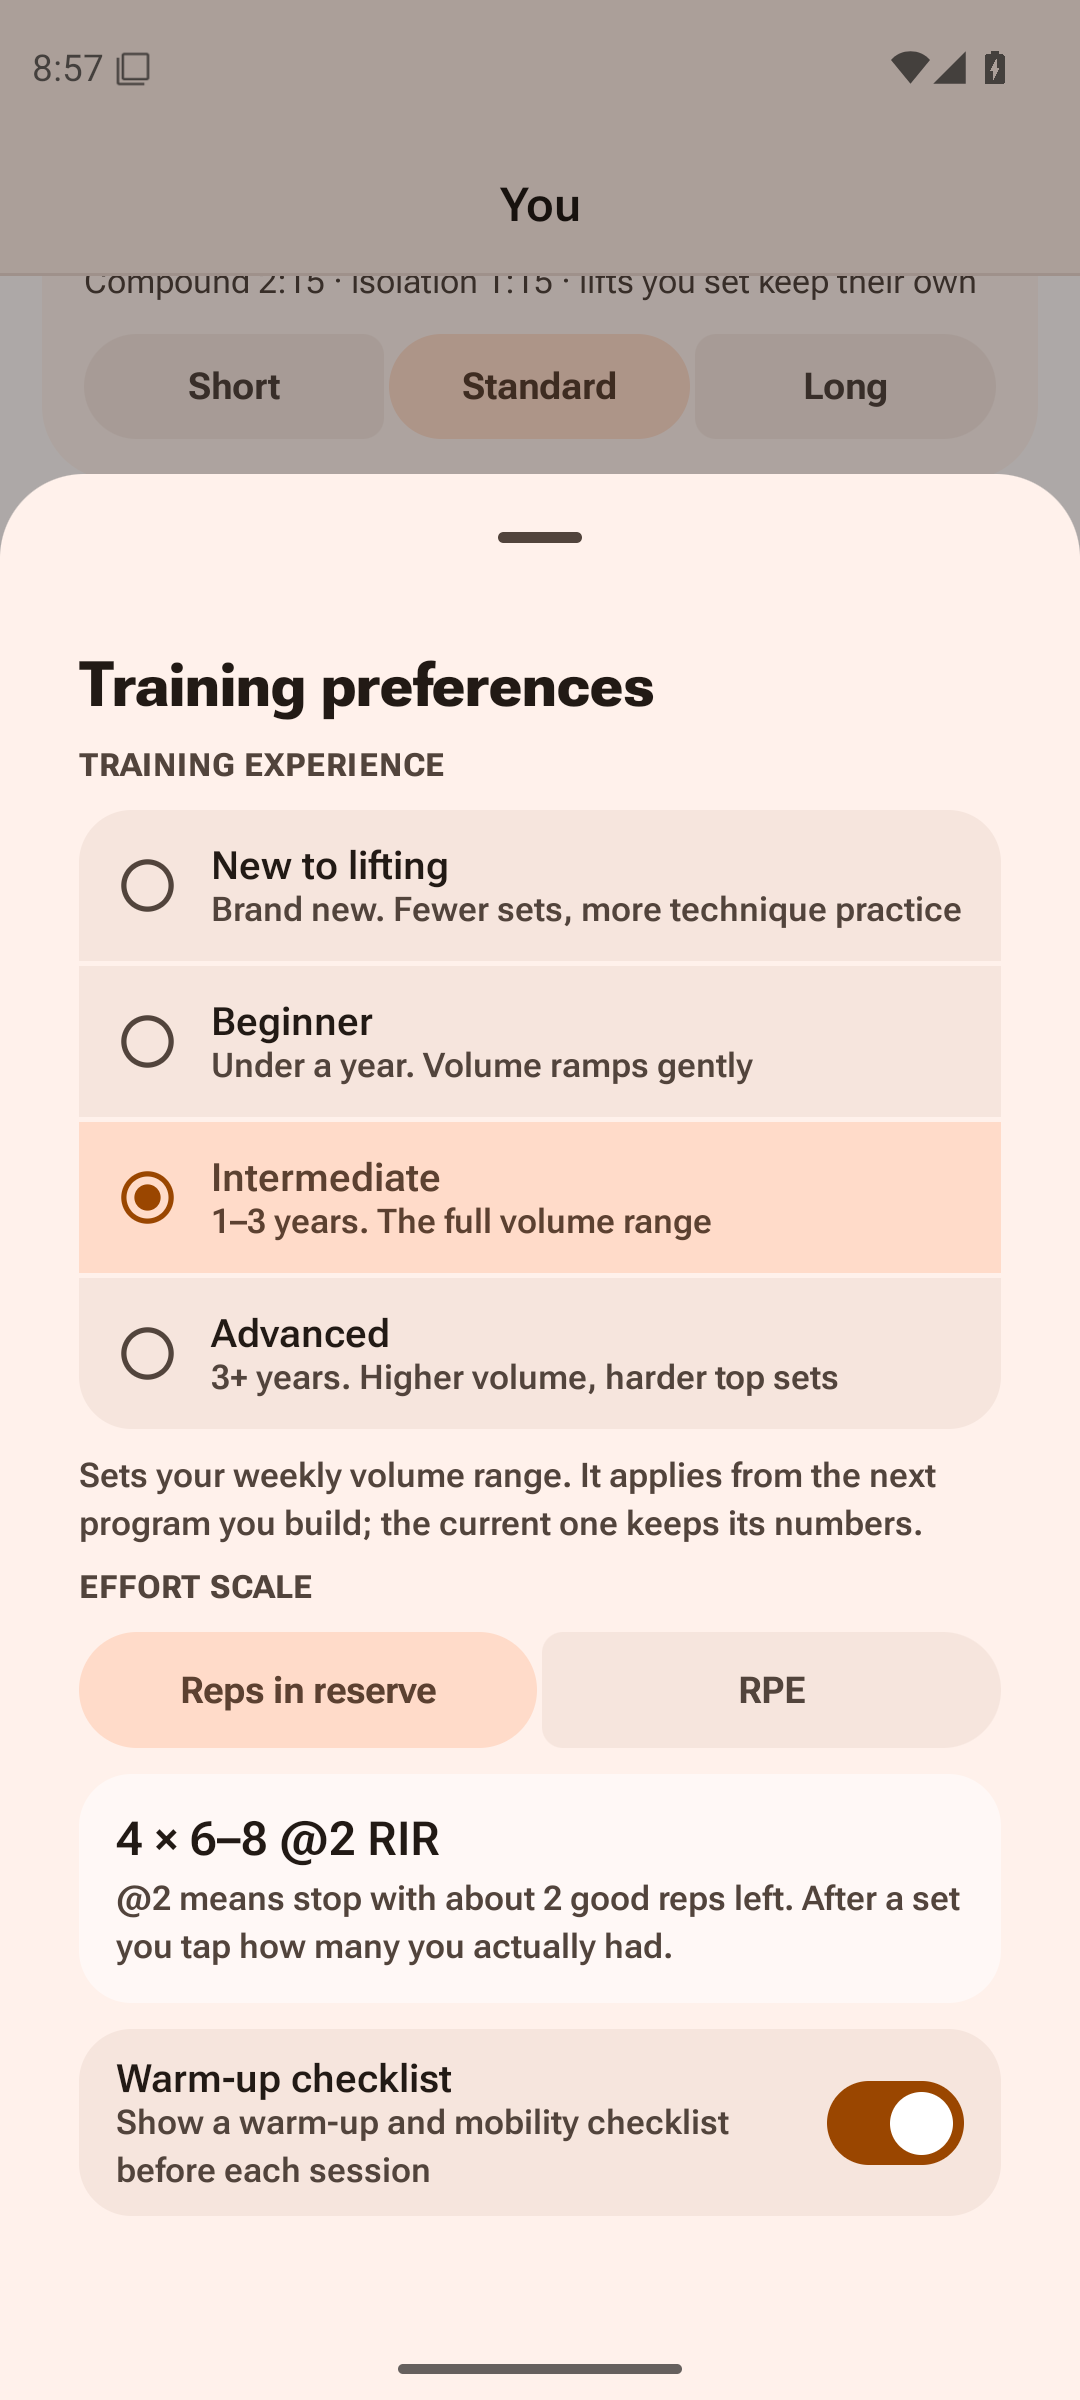 8:57
You
Compound 2:15 · Isolation 1:15 · lifts you set keep their own
Short
Standard
Long
Training preferences
TRAINING EXPERIENCE
New to lifting
Brand new. Fewer sets, more technique practice
Beginner
Under a year. Volume ramps gently
Intermediate
1–3 years. The full volume range
Advanced
3+ years. Higher volume, harder top sets
Sets your weekly volume range. It applies from the next
program you build; the current one keeps its numbers.
EFFORT SCALE
Reps in reserve
RPE
4 × 6–8 @2 RIR
@2 means stop with about 2 good reps left. After a set
you tap how many you actually had.
Warm-up checklist
Show a warm-up and mobility checklist
before each session